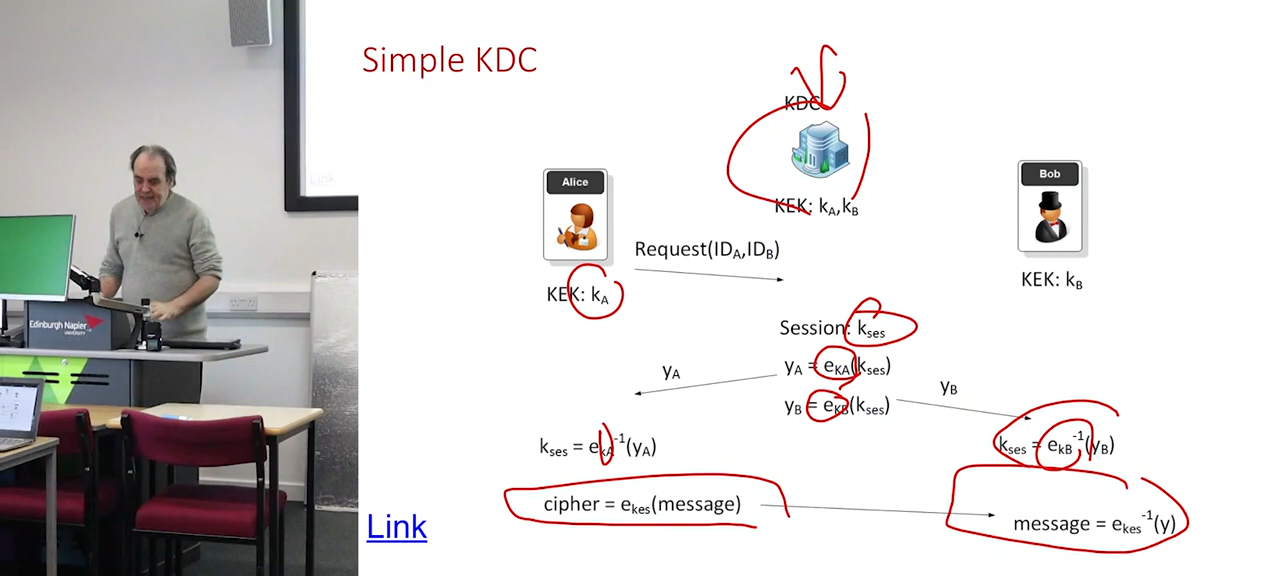 Simple KDC
KDC
Link
Alice
Bob
KEK: kA,kB
Request(IDA,IDB)
KEK: kA
KEK: kB
Edinburgh Napier
UNIVERSITY
Session: kses
yA = eKA(kses)
yA
yB
yB = eKB(kses)
kses = ekA-1(yA)
kses = ekB-1(yB)
cipher = ekes(message)
message = ekes-1(y)
Link